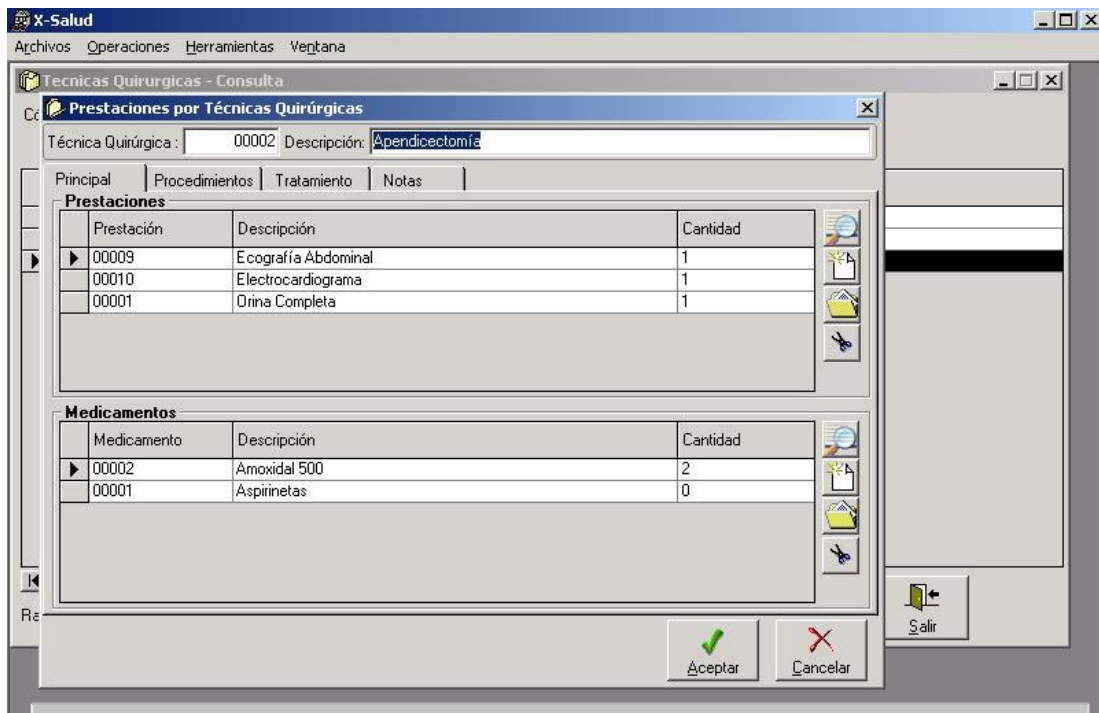 X-Salud
Archivos Operaciones Herramientas Ventana
Tecnicas Quirurgicas - Consulta
Prestaciones por Técnicas Quirúrgicas
Técnica Quirúrgica : 00002 Descripción: Apendicectomía
Principal Procedimientos Tratamiento Notas
Prestaciones
Prestación Descripción Cantidad
00009 Ecografía Abdominal 1
00010 Electrocardiograma 1
00001 Orina Completa 1
Medicamentos
Medicamento Descripción Cantidad
00002 Amoxidal 500 2
00001 Aspirinetas 0
Salir
Aceptar Cancelar